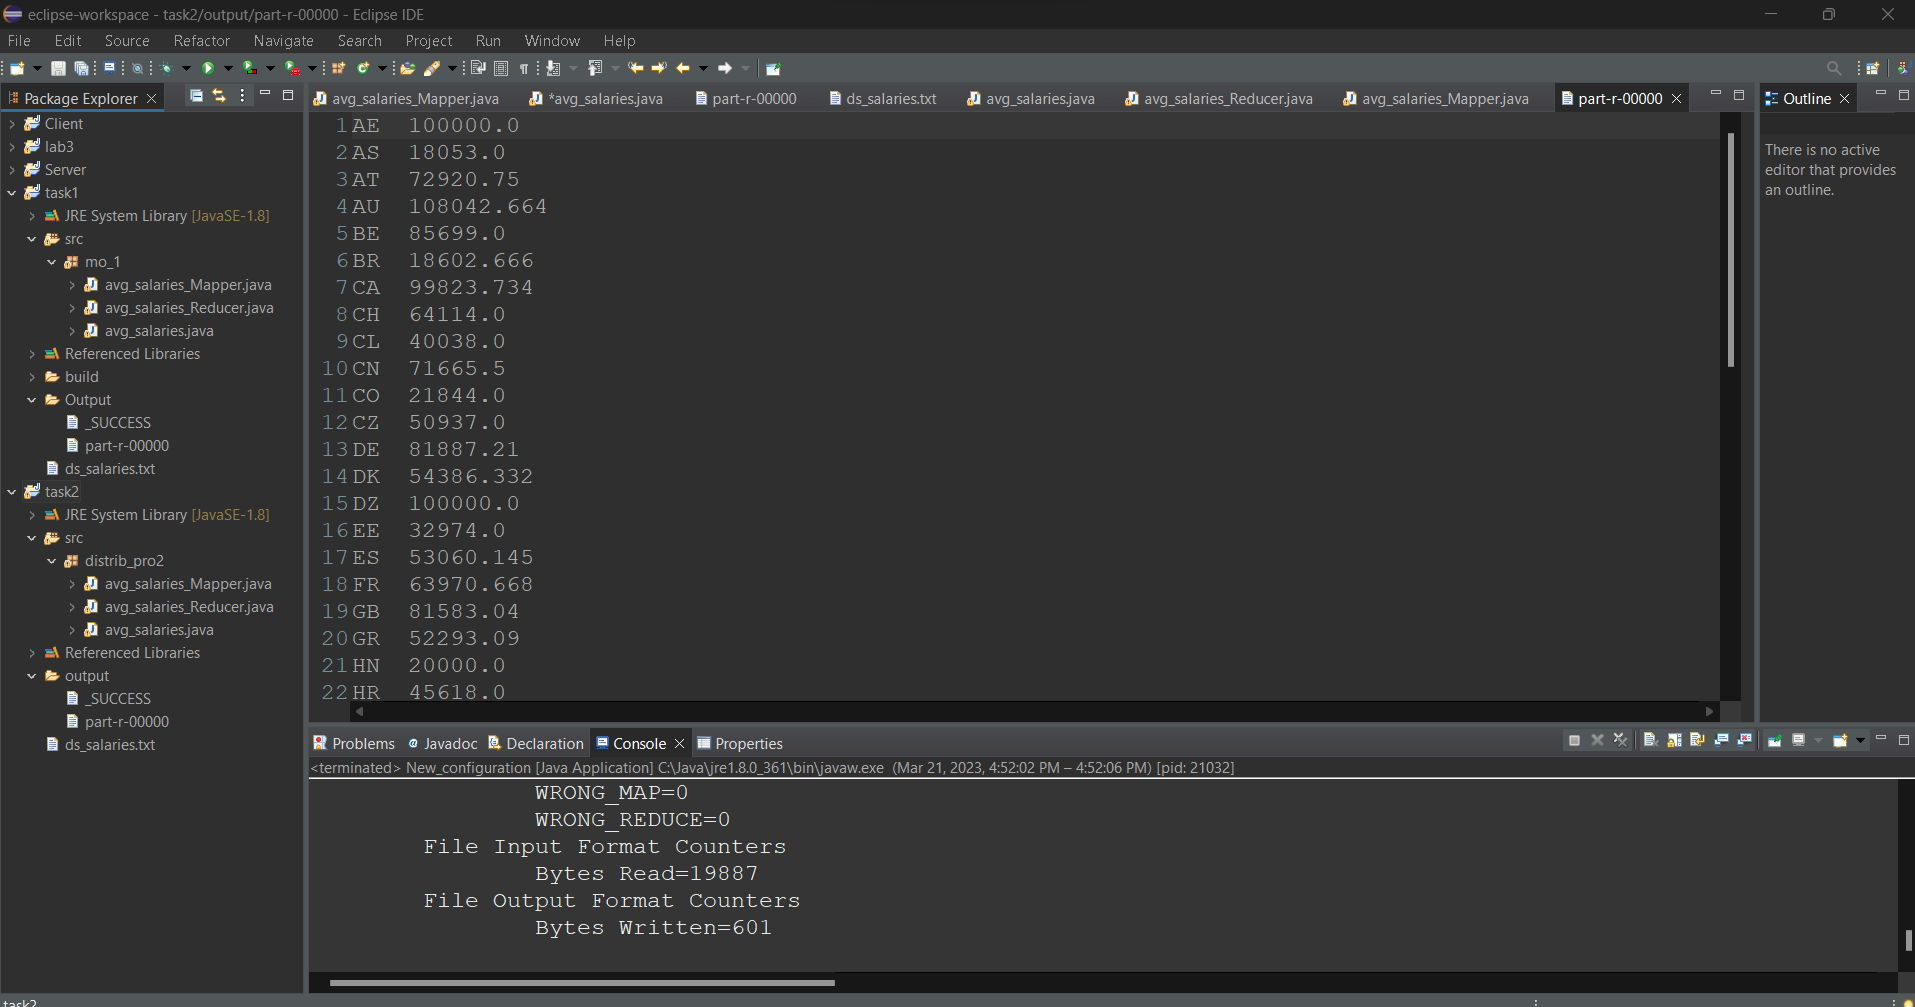 eclipse-workspace - task2/output/part-r-00000 - Eclipse IDE
File Edit Source Refactor Navigate Search Project Run Window Help
Package Explorer
avg_salaries_Mapper.java *avg_salaries.java part-r-00000 ds_salaries.txt avg_salaries.java avg_salaries_Reducer.java avg_salaries_Mapper.java part-r-00000
Outline
Client
lab3
Server
task1
JRE System Library [JavaSE-1.8]
src
mo_1
avg_salaries_Mapper.java
avg_salaries_Reducer.java
avg_salaries.java
Referenced Libraries
build
Output
_SUCCESS
part-r-00000
ds_salaries.txt
task2
JRE System Library [JavaSE-1.8]
src
distrib_pro2
avg_salaries_Mapper.java
avg_salaries_Reducer.java
avg_salaries.java
Referenced Libraries
output
_SUCCESS
part-r-00000
ds_salaries.txt
1 AE 100000.0
2 AS 18053.0
3 AT 72920.75
4 AU 108042.664
5 BE 85699.0
6 BR 18602.666
7 CA 99823.734
8 CH 64114.0
9 CL 40038.0
10 CN 71665.5
11 CO 21844.0
12 CZ 50937.0
13 DE 81887.21
14 DK 54386.332
15 DZ 100000.0
16 EE 32974.0
17 ES 53060.145
18 FR 63970.668
19 GB 81583.04
20 GR 52293.09
21 HN 20000.0
22 HR 45618.0
There is no active
editor that provides
an outline.
Problems Javadoc Declaration Console Properties
<terminated> New_configuration [Java Application] C:\Java\jre1.8.0_361\bin\javaw.exe (Mar 21, 2023, 4:52:02 PM – 4:52:06 PM) [pid: 21032]
WRONG_MAP=0
WRONG_REDUCE=0
File Input Format Counters
Bytes Read=19887
File Output Format Counters
Bytes Written=601
task2